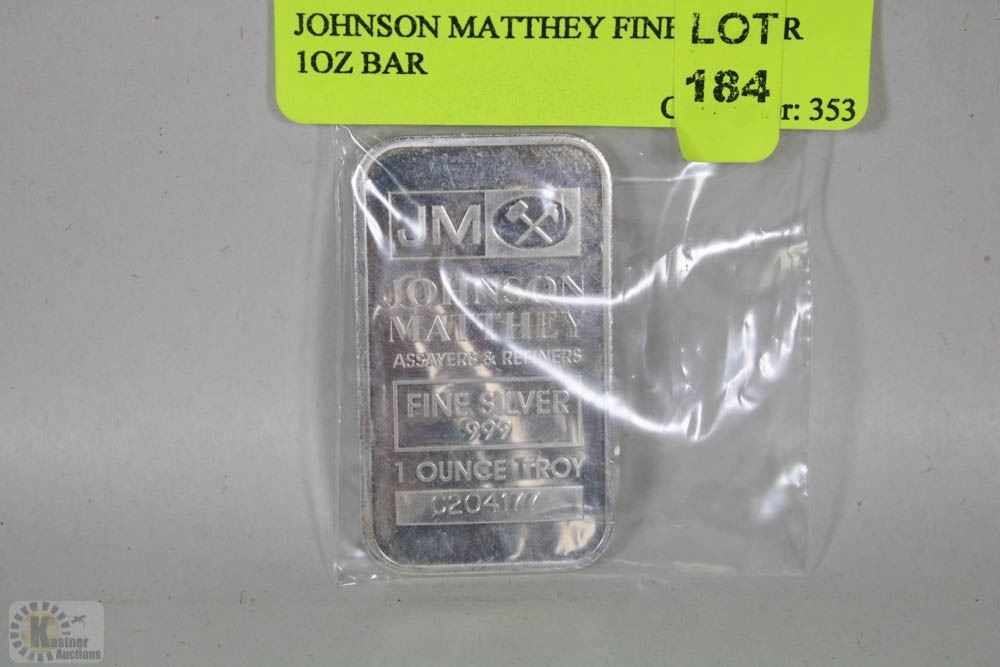 JOHNSON MATTHEY FINE R
1OZ BAR
LOT
184
r: 353
JM
JOHNSON
MATTHEY
ASSAYERS & REFINERS
FINE SILVER
999
1 OUNCE TROY
C204177
Kastner
Auctions